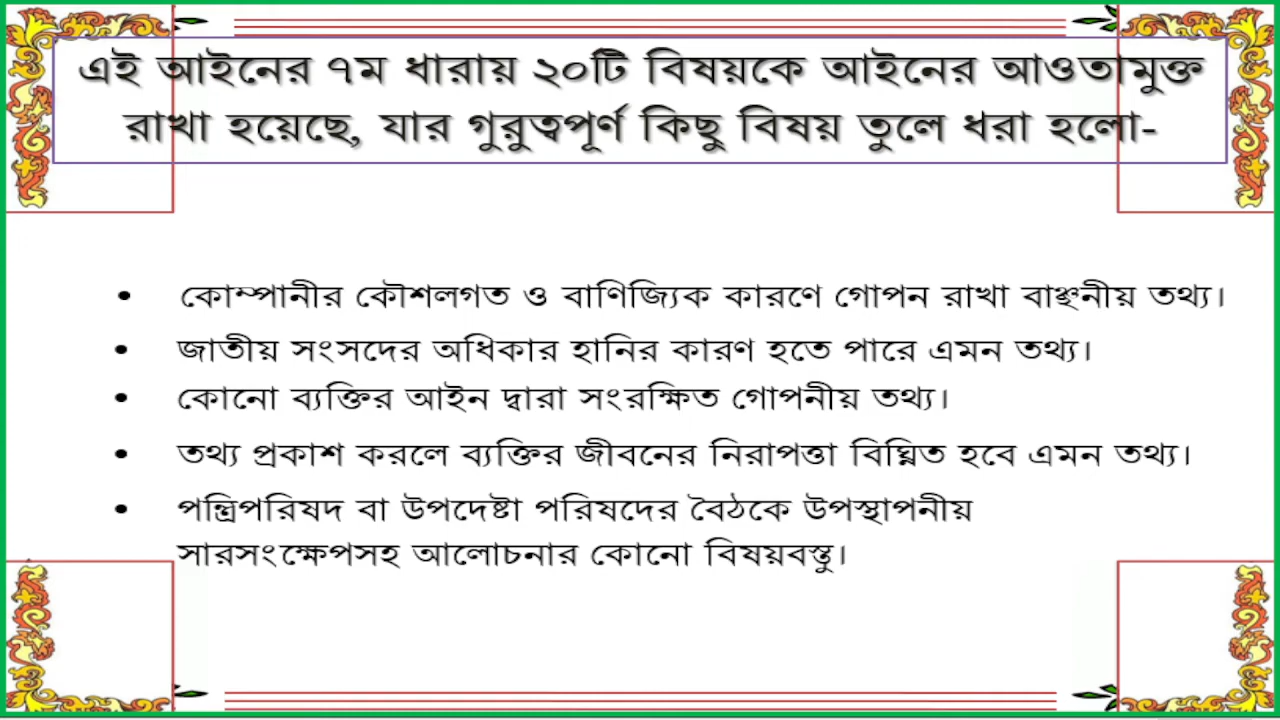 এই আইনের ৭ম ধারায় ২০টি বিষয়কে আইনের আওতামুক্ত
রাখা হয়েছে, যার গুরুত্বপূর্ণ কিছু বিষয় তুলে ধরা হলো-
• কোম্পানীর কৌশলগত ও বাণিজ্যিক কারণে গোপন রাখা বাঞ্চনীয় তথ্য।
• জাতীয় সংসদের অধিকার হানির কারণ হতে পারে এমন তথ্য।
• কোনো ব্যক্তির আইন দ্বারা সংরক্ষিত গোপনীয় তথ্য।
• তথ্য প্রকাশ করলে ব্যক্তির জীবনের নিরাপত্তা বিঘ্নিত হবে এমন তথ্য।
• পন্ত্রিপরিষদ বা উপদেষ্টা পরিষদের বৈঠকে উপস্থাপনীয়
সারসংক্ষেপসহ আলোচনার কোনো বিষয়বস্তু।